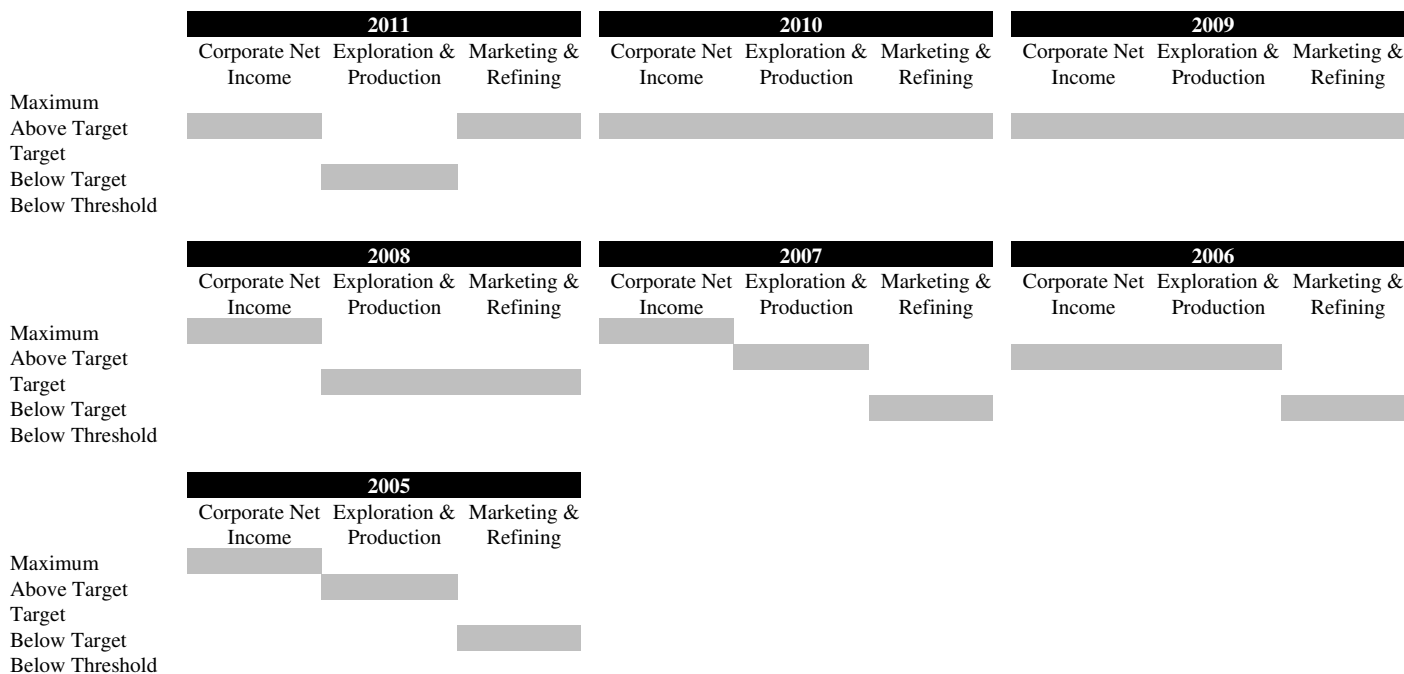 2011 2010 2009
Corporate Net Exploration & Marketing & Corporate Net Exploration & Marketing & Corporate Net Exploration & Marketing &
Income Production Refining Income Production Refining Income Production Refining
Maximum
Above Target
Target
Below Target
Below Threshold
2008 2007 2006
Corporate Net Exploration & Marketing & Corporate Net Exploration & Marketing & Corporate Net Exploration & Marketing &
Income Production Refining Income Production Refining Income Production Refining
Maximum
Above Target
Target
Below Target
Below Threshold
2005
Corporate Net Exploration & Marketing &
Income Production Refining
Maximum
Above Target
Target
Below Target
Below Threshold